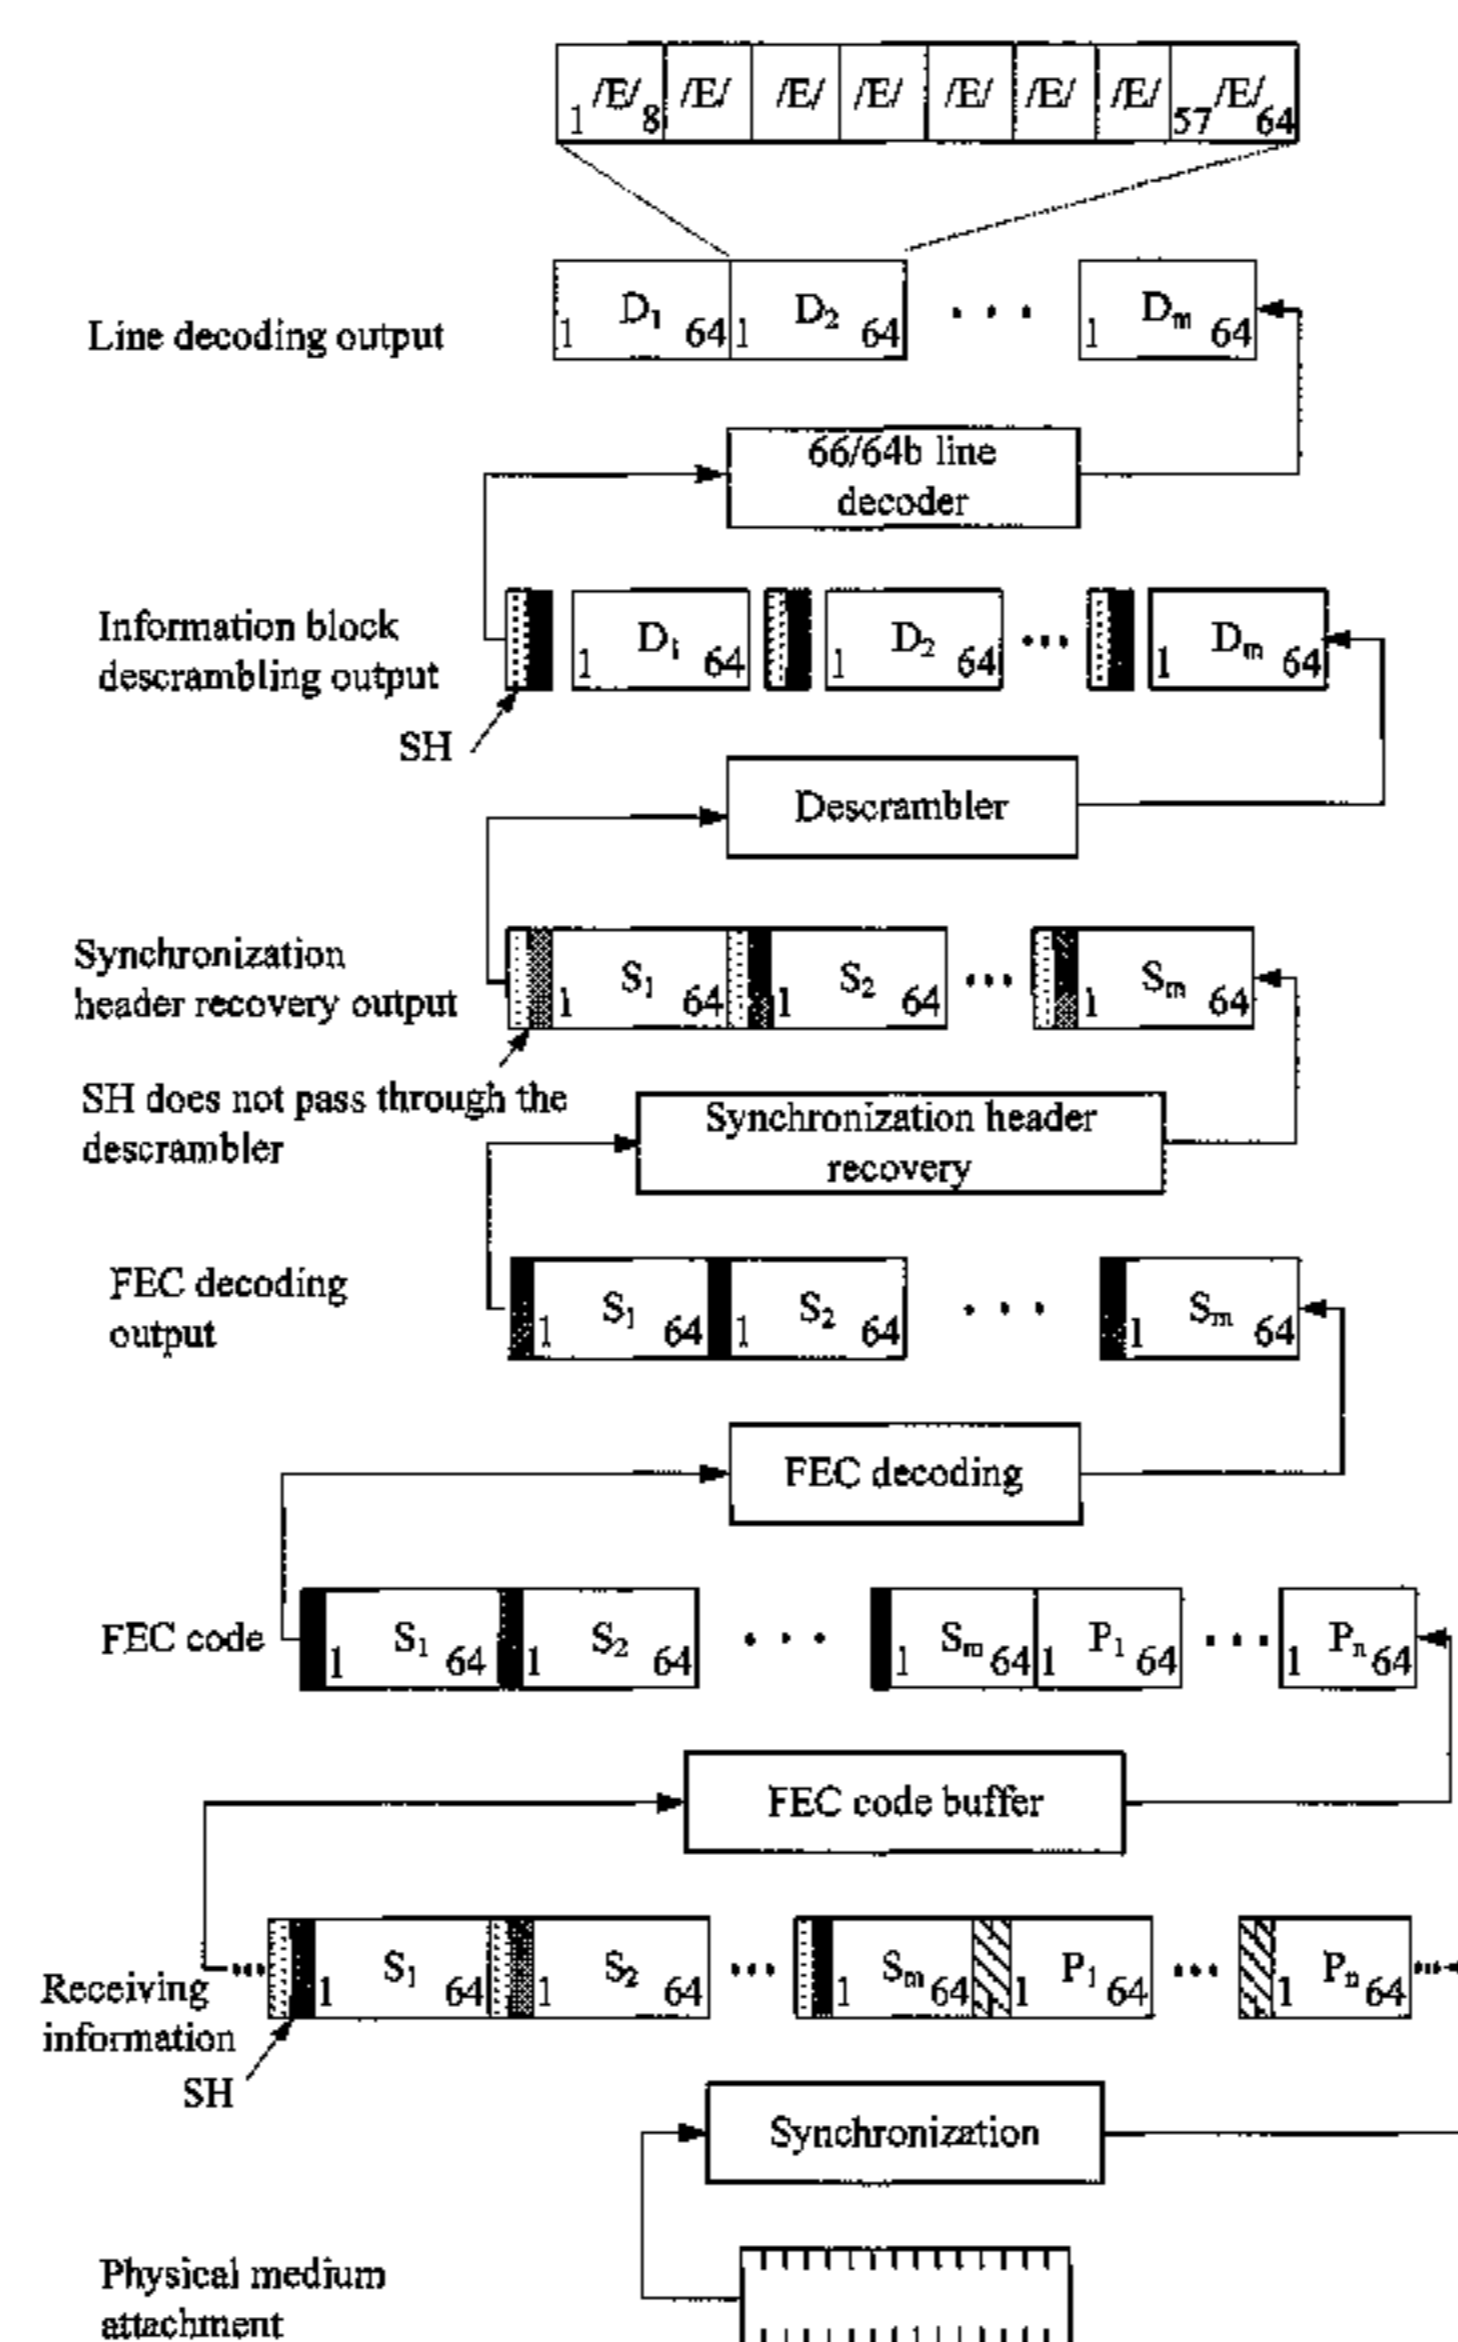 1 /E/ 8 /E/ /E/ /E/ /E/ /E/ /E/ 57 /E/ 64
Line decoding output
1 D1 64 1 D2 64 • • • 1 Dm 64
66/64b line
decoder
Information block
descrambling output
1 D1 64 1 D2 64 ••• 1 Dm 64
SH
Descrambler
Synchronization
header recovery output
1 S1 64 1 S2 64 ••• 1 Sm 64
SH does not pass through the
descrambler
Synchronization header
recovery
FEC decoding
output
1 S1 64 1 S2 64 • • • 1 Sm 64
FEC decoding
FEC code
1 S1 64 1 S2 64 • • • 1 Sm 64 1 P1 64 • • • 1 Pn 64
FEC code buffer
Receiving
information
••• 1 S1 64 1 S2 64 ••• 1 Sm 64 1 P1 64 ••• 1 Pn 64 •••
SH
Synchronization
Physical medium
attachment